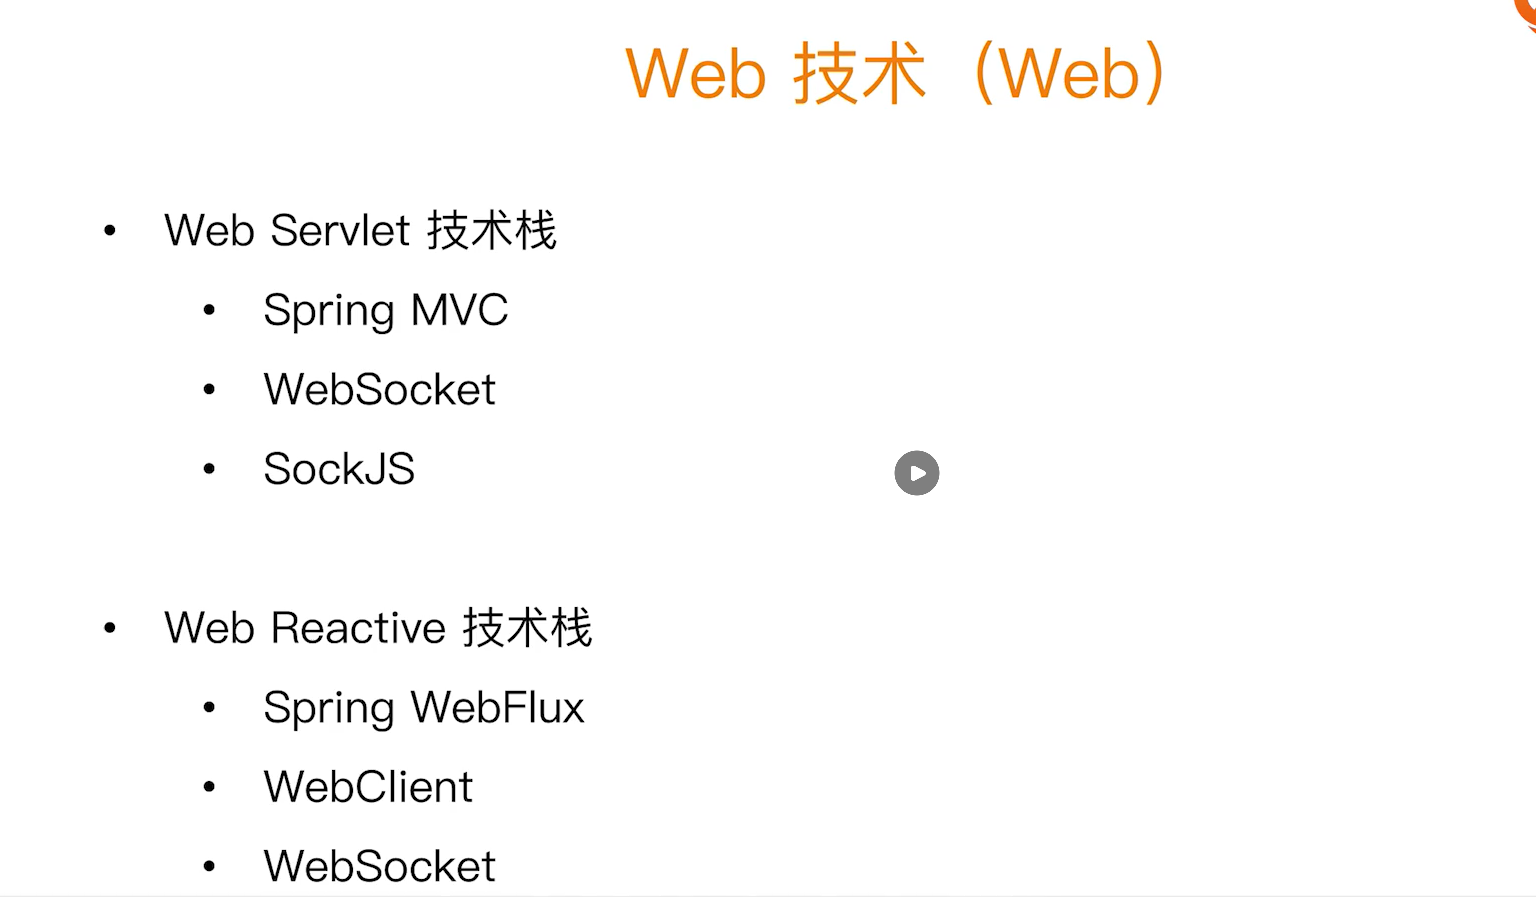 Web 技术（Web）
• Web Servlet 技术栈
• Spring MVC
• WebSocket
• SockJS
• Web Reactive 技术栈
• Spring WebFlux
• WebClient
• WebSocket